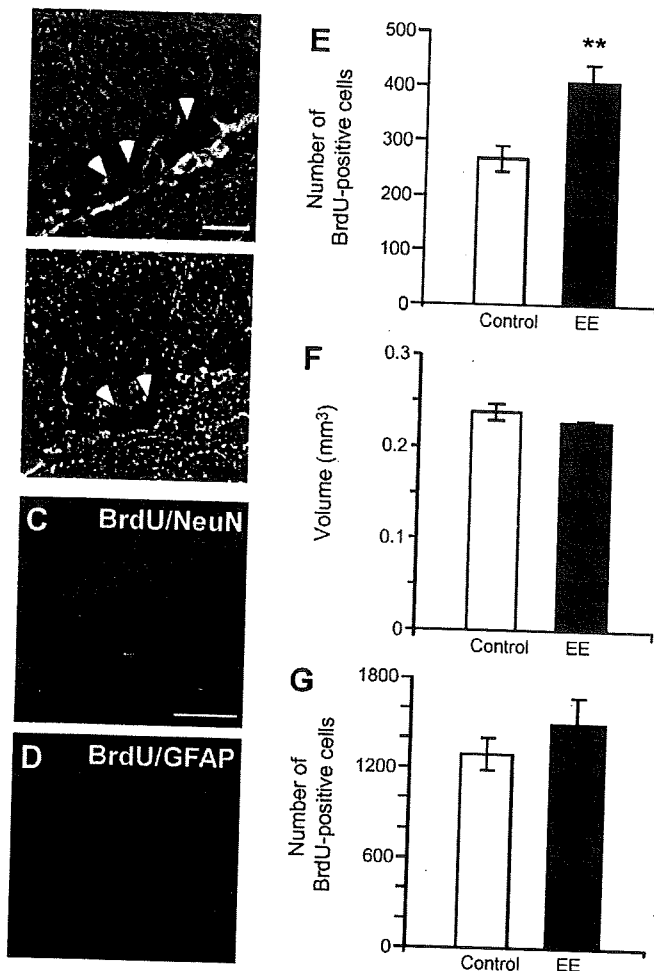 C BrdU/NeuN
D BrdU/GFAP
E
Number of
BrdU-positive cells
500
400
300
200
100
0
**
Control EE
F
Volume (mm³)
0.3
0.2
0.1
0
Control EE
G
Number of
BrdU-positive cells
1800
1200
600
0
Control EE